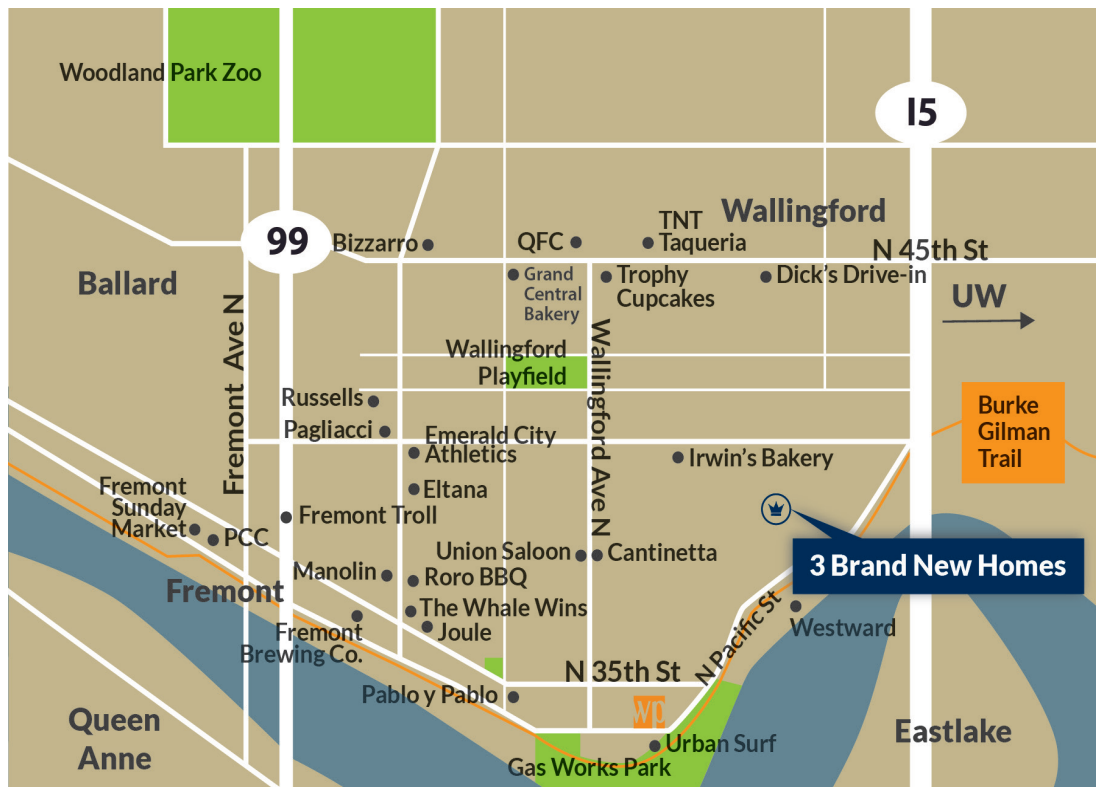 Woodland Park Zoo
I5
Wallingford
TNT
Taqueria
99
Bizzarro
QFC
N 45th St
Grand
Central
Bakery
Trophy
Cupcakes
Dick's Drive-in
Ballard
UW
Fremont Ave N
Wallingford
Playfield
Wallingford Ave N
Russells
Pagliacci
Burke
Gilman
Trail
Emerald City
Athletics
Irwin's Bakery
Eltana
Fremont
Sunday
Market
PCC
Fremont Troll
Union Saloon
Cantinetta
3 Brand New Homes
Manolin
Roro BBQ
Fremont
The Whale Wins
Joule
Fremont
Brewing Co.
N Pacific St
Westward
N 35th St
Pablo y Pablo
wp
Queen
Anne
Eastlake
Urban Surf
Gas Works Park